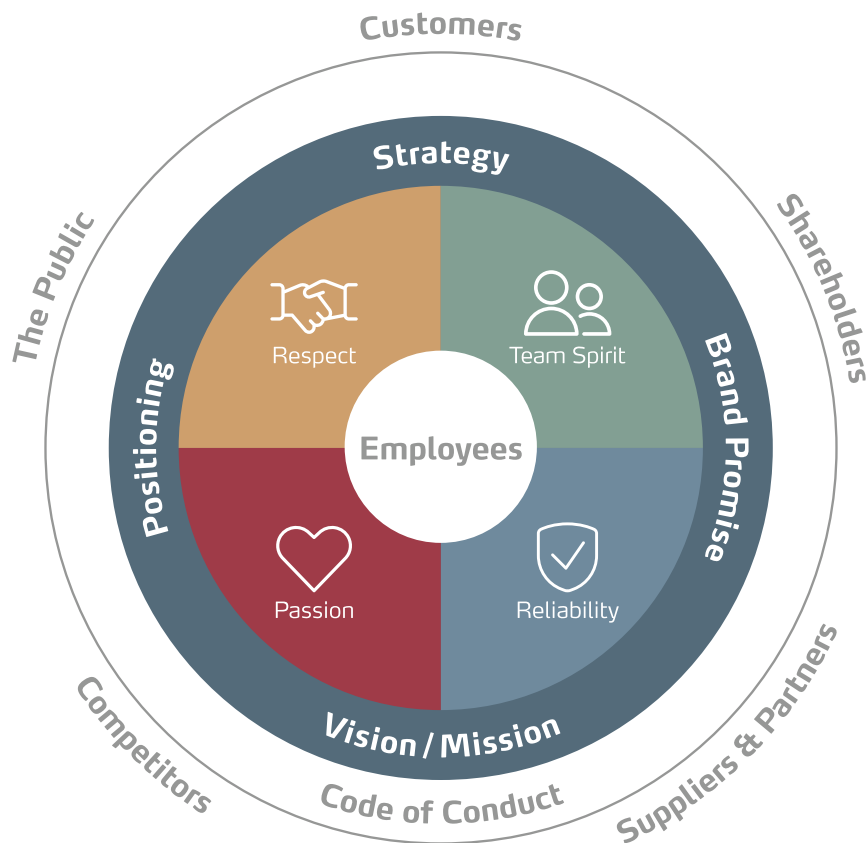 Customers
Strategy
The Public
Shareholders
Respect
Team Spirit
Positioning
Brand Promise
Employees
Passion
Reliability
Vision / Mission
Code of Conduct
Competitors
Suppliers & Partners